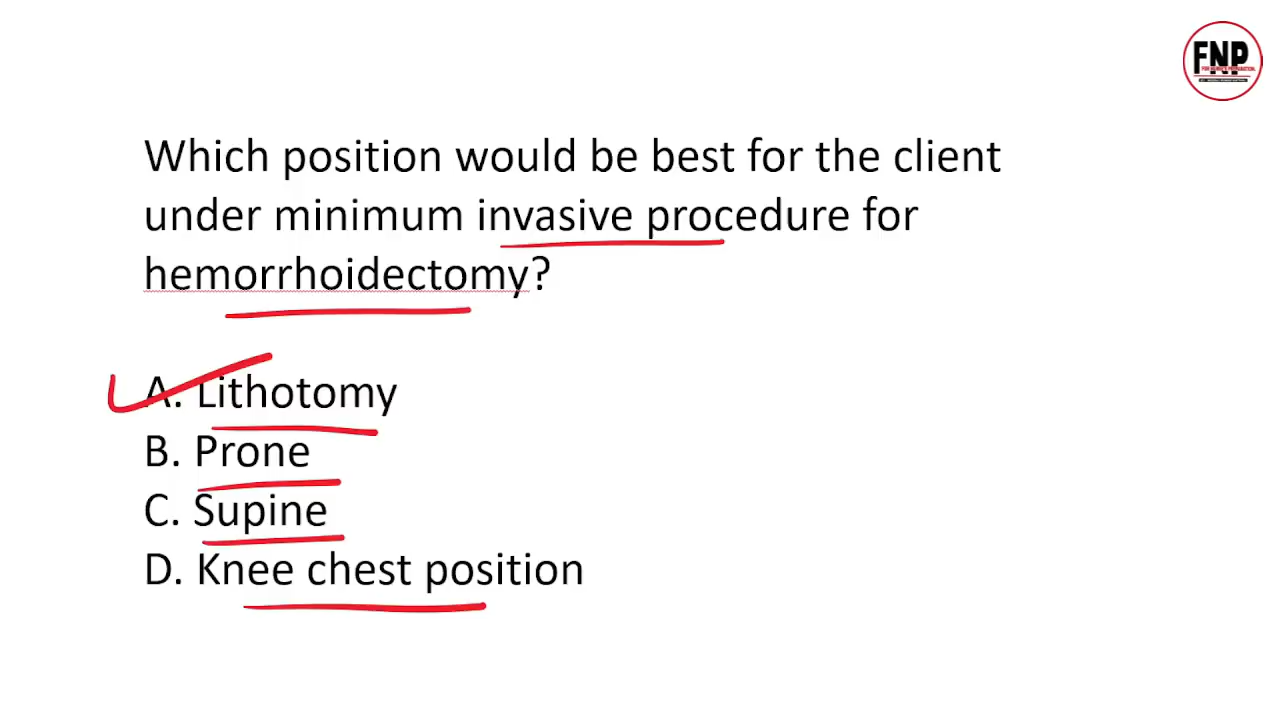 FNP
Which position would be best for the client
under minimum invasive procedure for
hemorrhoidectomy?
A. Lithotomy
B. Prone
C. Supine
D. Knee chest position